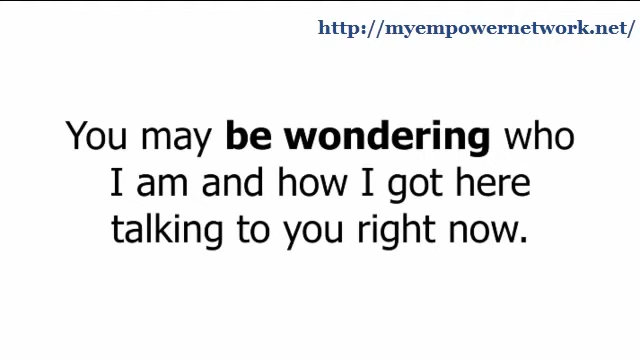 http://myempowernetwork.net/
You may be wondering who
I am and how I got here
talking to you right now.